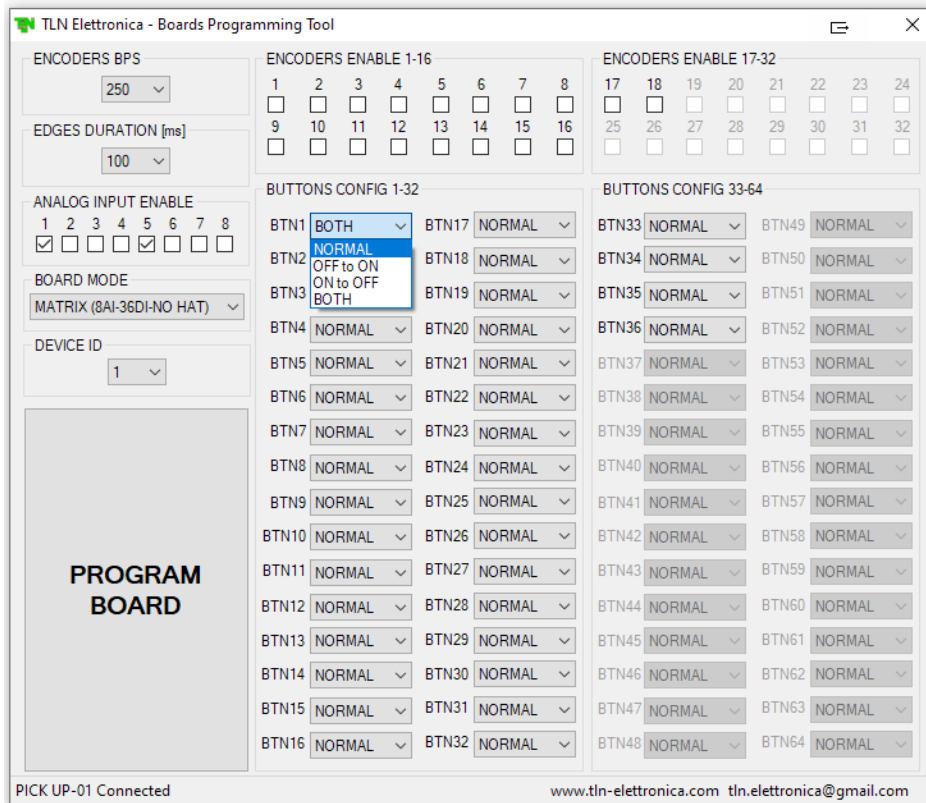 TLN Elettronica - Boards Programming Tool
ENCODERS BPS
250
EDGES DURATION [ms]
100
ANALOG INPUT ENABLE
1 2 3 4 5 6 7 8
BOARD MODE
MATRIX (8AI-36DI-NO HAT)
DEVICE ID
1
PROGRAM
BOARD
ENCODERS ENABLE 1-16
1 2 3 4 5 6 7 8
9 10 11 12 13 14 15 16
ENCODERS ENABLE 17-32
17 18 19 20 21 22 23 24
25 26 27 28 29 30 31 32
BUTTONS CONFIG 1-32
BTN1 BOTH BTN17 NORMAL
NORMAL
OFF to ON
ON to OFF
BOTH
BTN2 BTN18 NORMAL
BTN3 BTN19 NORMAL
BTN4 NORMAL BTN20 NORMAL
BTN5 NORMAL BTN21 NORMAL
BTN6 NORMAL BTN22 NORMAL
BTN7 NORMAL BTN23 NORMAL
BTN8 NORMAL BTN24 NORMAL
BTN9 NORMAL BTN25 NORMAL
BTN10 NORMAL BTN26 NORMAL
BTN11 NORMAL BTN27 NORMAL
BTN12 NORMAL BTN28 NORMAL
BTN13 NORMAL BTN29 NORMAL
BTN14 NORMAL BTN30 NORMAL
BTN15 NORMAL BTN31 NORMAL
BTN16 NORMAL BTN32 NORMAL
BUTTONS CONFIG 33-64
BTN33 NORMAL BTN49 NORMAL
BTN34 NORMAL BTN50 NORMAL
BTN35 NORMAL BTN51 NORMAL
BTN36 NORMAL BTN52 NORMAL
BTN37 NORMAL BTN53 NORMAL
BTN38 NORMAL BTN54 NORMAL
BTN39 NORMAL BTN55 NORMAL
BTN40 NORMAL BTN56 NORMAL
BTN41 NORMAL BTN57 NORMAL
BTN42 NORMAL BTN58 NORMAL
BTN43 NORMAL BTN59 NORMAL
BTN44 NORMAL BTN60 NORMAL
BTN45 NORMAL BTN61 NORMAL
BTN46 NORMAL BTN62 NORMAL
BTN47 NORMAL BTN63 NORMAL
BTN48 NORMAL BTN64 NORMAL
PICK UP-01 Connected
www.tln-elettronica.com tln.elettronica@gmail.com